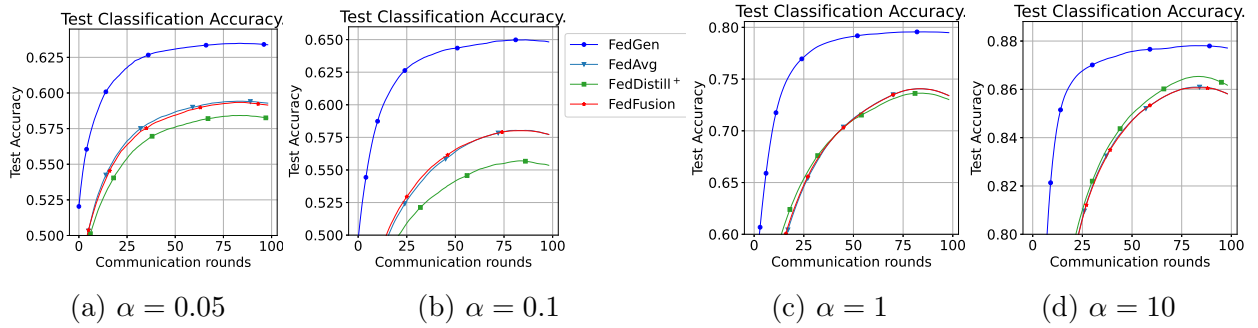 Test Classification Accuracy.
Test Accuracy
0.625
0.600
0.575
0.550
0.525
0.500
0 25 50 75 100
Communication rounds
(a) α = 0.05
Test Classification Accuracy.
Test Accuracy
0.650
0.625
0.600
0.575
0.550
0.525
0.500
0 25 50 75 100
Communication rounds
(b) α = 0.1
FedGen
FedAvg
FedDistill⁺
FedFusion
Test Classification Accuracy.
Test Accuracy
0.80
0.75
0.70
0.65
0.60
0 25 50 75 100
Communication rounds
(c) α = 1
Test Classification Accuracy.
Test Accuracy
0.88
0.86
0.84
0.82
0.80
0 25 50 75 100
Communication rounds
(d) α = 10